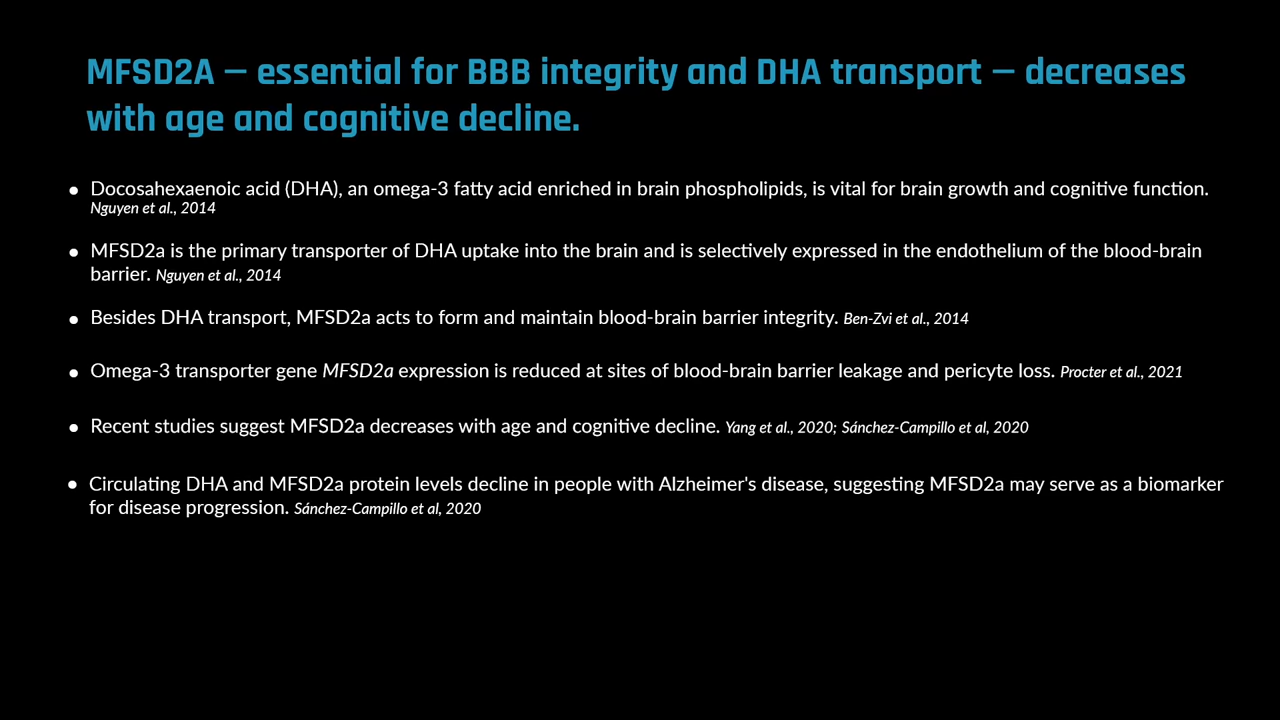 MFSD2A — essential for BBB integrity and DHA transport — decreases
with age and cognitive decline.
● Docosahexaenoic acid (DHA), an omega-3 fatty acid enriched in brain phospholipids, is vital for brain growth and cognitive function.
Nguyen et al., 2014
● MFSD2a is the primary transporter of DHA uptake into the brain and is selectively expressed in the endothelium of the blood-brain
barrier. Nguyen et al., 2014
● Besides DHA transport, MFSD2a acts to form and maintain blood-brain barrier integrity. Ben-Zvi et al., 2014
● Omega-3 transporter gene MFSD2a expression is reduced at sites of blood-brain barrier leakage and pericyte loss. Procter et al., 2021
● Recent studies suggest MFSD2a decreases with age and cognitive decline. Yang et al., 2020; Sánchez-Campillo et al, 2020
● Circulating DHA and MFSD2a protein levels decline in people with Alzheimer's disease, suggesting MFSD2a may serve as a biomarker
for disease progression. Sánchez-Campillo et al, 2020